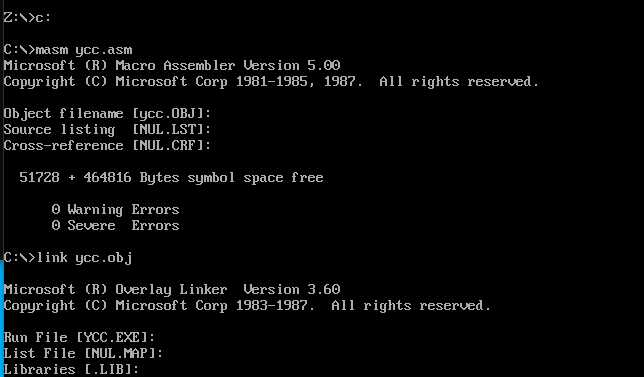 Z:\>c:
C:\>masm ycc.asm
Microsoft (R) Macro Assembler Version 5.00
Copyright (C) Microsoft Corp 1981-1985, 1987.  All rights reserved.
Object filename [ycc.OBJ]:
Source listing  [NUL.LST]:
Cross-reference [NUL.CRF]:
51728 + 464816 Bytes symbol space free
0 Warning Errors
0 Severe  Errors
C:\>link ycc.obj
Microsoft (R) Overlay Linker  Version 3.60
Copyright (C) Microsoft Corp 1983-1987.  All rights reserved.
Run File [YCC.EXE]:
List File [NUL.MAP]:
Libraries [.LIB]: